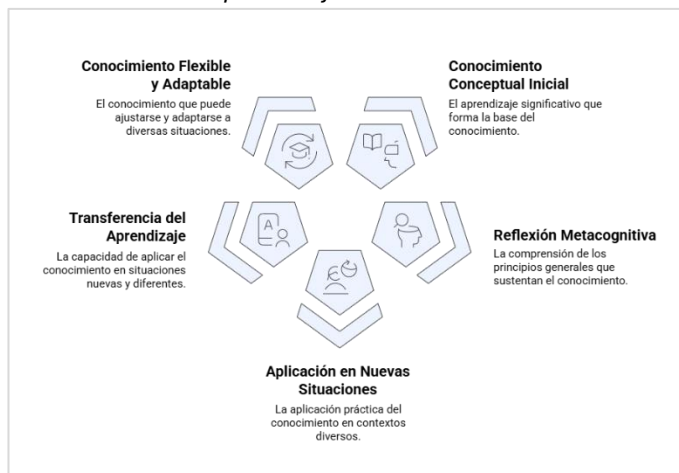 Conocimiento Flexible
y Adaptable
El conocimiento que puede
ajustarse y adaptarse a
diversas situaciones.
Conocimiento
Conceptual Inicial
El aprendizaje significativo que
forma la base del
conocimiento.
Transferencia del
Aprendizaje
La capacidad de aplicar el
conocimiento en situaciones
nuevas y diferentes.
A
Reflexión Metacognitiva
La comprensión de los
principios generales que
sustentan el conocimiento.
Aplicación en Nuevas
Situaciones
La aplicación práctica del
conocimiento en contextos
diversos.